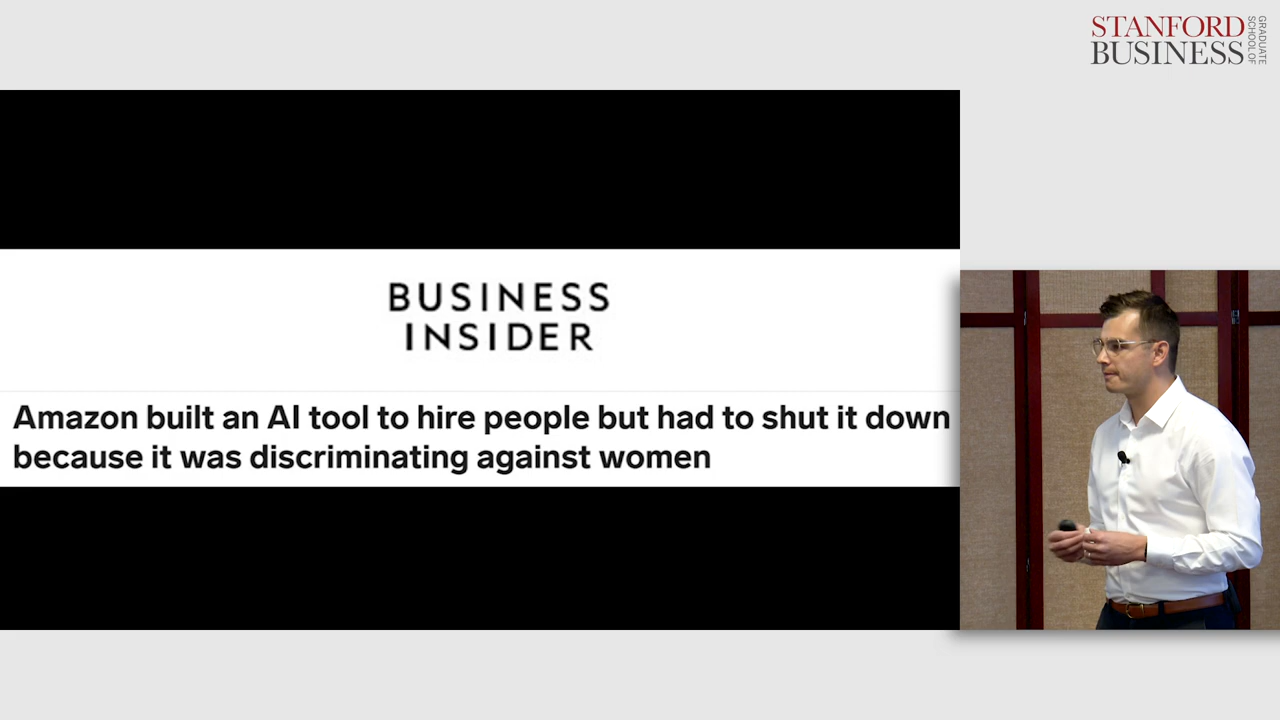 STANFORD
BUSINESS
GRADUATE
SCHOOL OF
BUSINESS
INSIDER
Amazon built an AI tool to hire people but had to shut it down
because it was discriminating against women